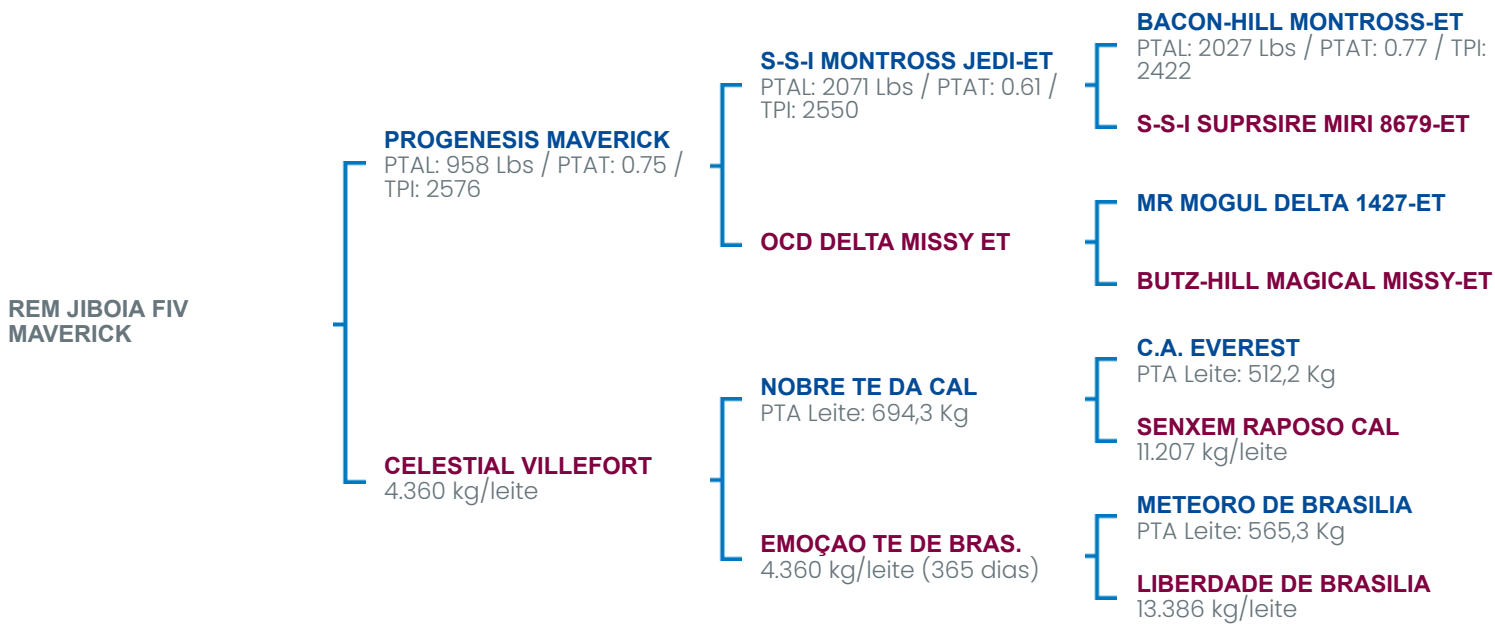 REM JIBOIA FIV
MAVERICK
PROGENESIS MAVERICK
PTAL: 958 Lbs / PTAT: 0.75 /
TPI: 2576
CELESTIAL VILLEFORT
4.360 kg/leite
S-S-I MONTROSS JEDI-ET
PTAL: 2071 Lbs / PTAT: 0.61 /
TPI: 2550
OCD DELTA MISSY ET
NOBRE TE DA CAL
PTA Leite: 694,3 Kg
EMOÇAO TE DE BRAS.
4.360 kg/leite (365 dias)
BACON-HILL MONTROSS-ET
PTAL: 2027 Lbs / PTAT: 0.77 / TPI:
2422
S-S-I SUPRSIRE MIRI 8679-ET
MR MOGUL DELTA 1427-ET
BUTZ-HILL MAGICAL MISSY-ET
C.A. EVEREST
PTA Leite: 512,2 Kg
SENXEM RAPOSO CAL
11.207 kg/leite
METEORO DE BRASILIA
PTA Leite: 565,3 Kg
LIBERDADE DE BRASILIA
13.386 kg/leite